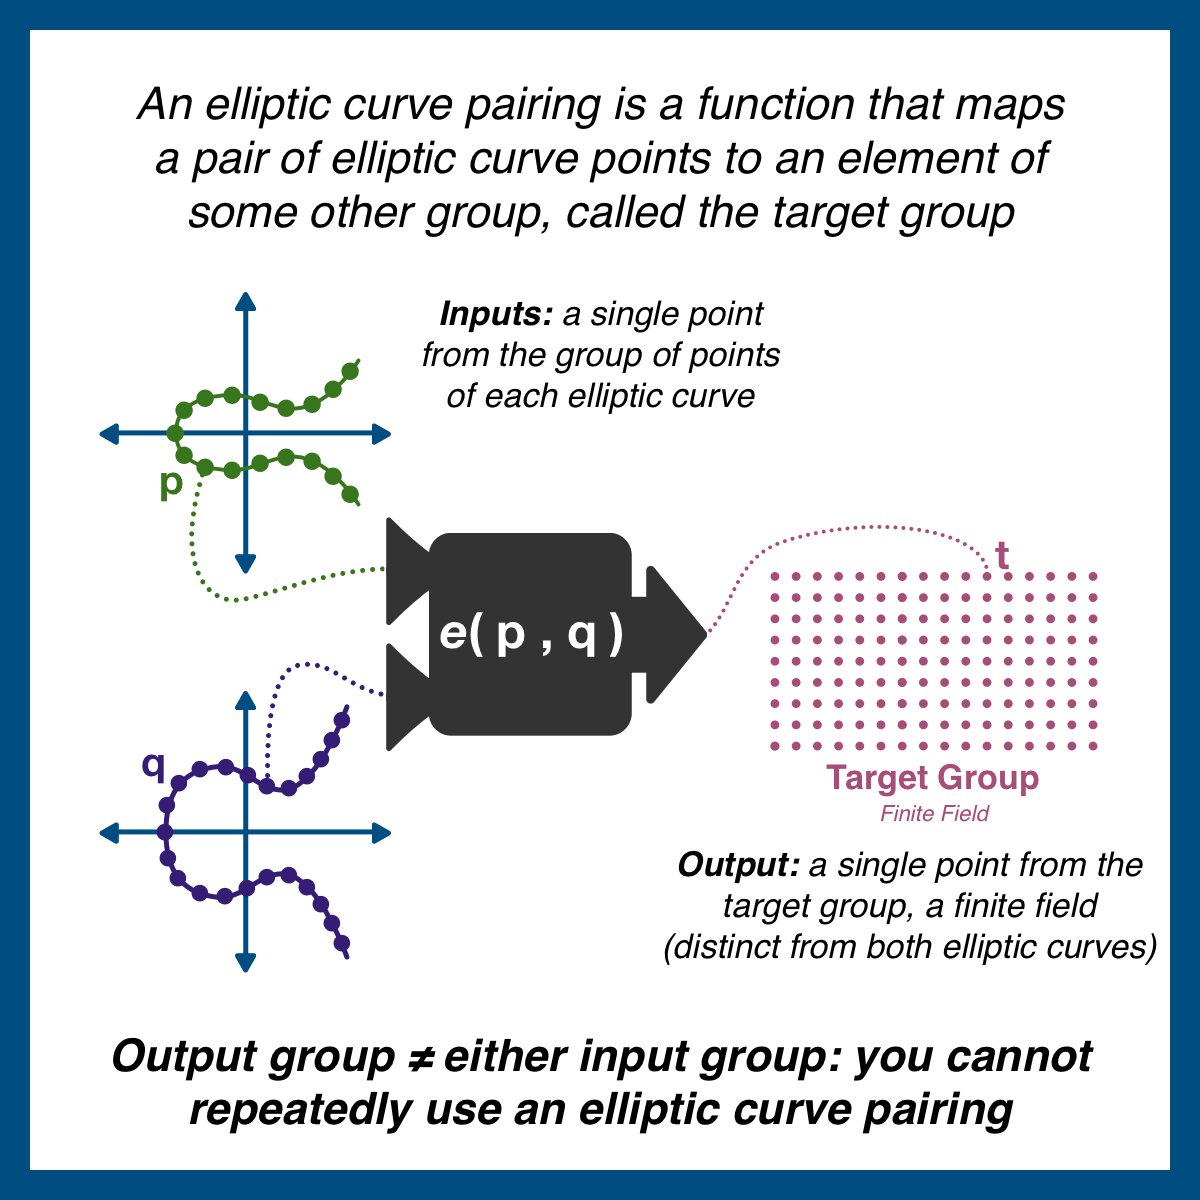 An elliptic curve pairing is a function that maps
a pair of elliptic curve points to an element of
some other group, called the target group
Inputs: a single point
from the group of points
of each elliptic curve
p
e( p , q )
t
q
Target Group
Finite Field
Output: a single point from the
target group, a finite field
(distinct from both elliptic curves)
Output group ≠ either input group: you cannot
repeatedly use an elliptic curve pairing